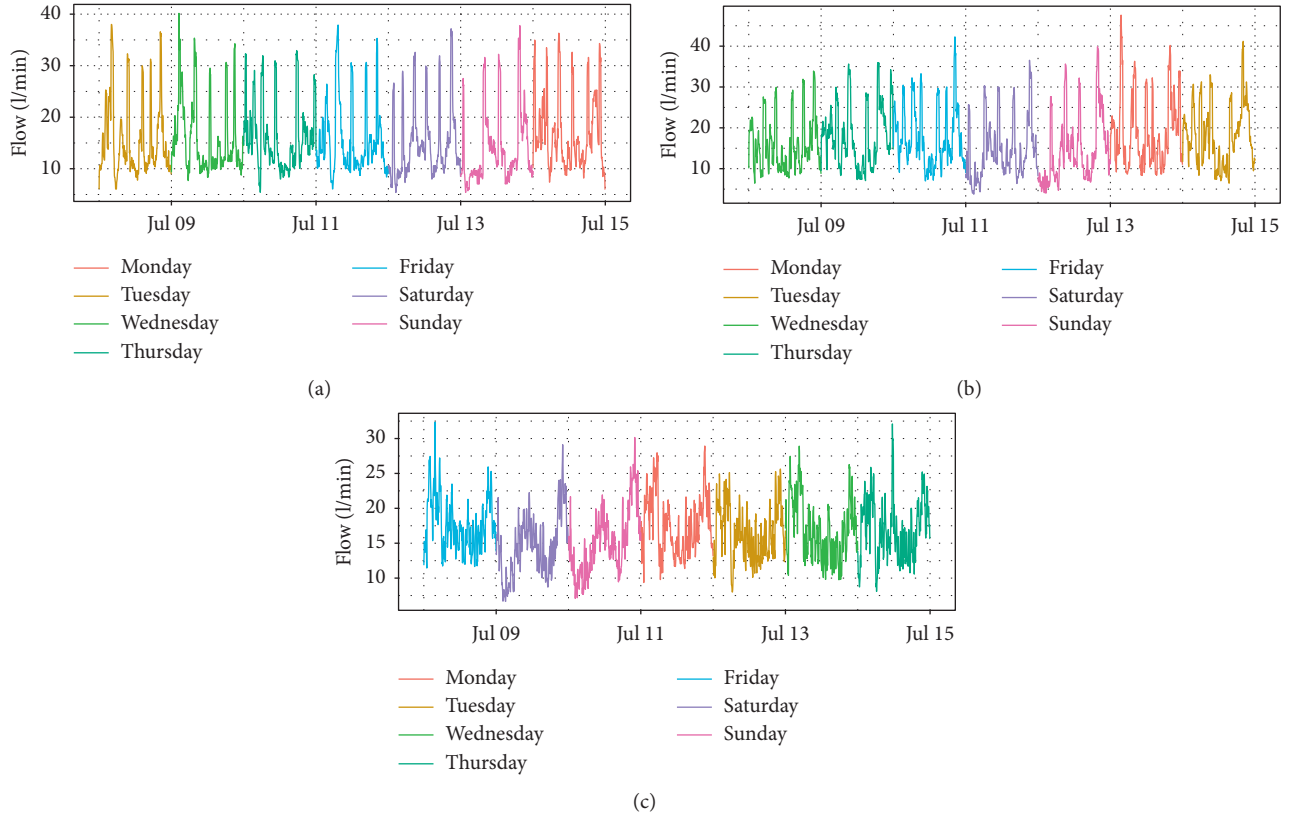 40
30
20
10
Flow (l/min)
Jul 09
Jul 11
Jul 13
Jul 15
Monday
Tuesday
Wednesday
Thursday
Friday
Saturday
Sunday
(a)
40
30
20
10
Flow (l/min)
Jul 09
Jul 11
Jul 13
Jul 15
Monday
Tuesday
Wednesday
Thursday
Friday
Saturday
Sunday
(b)
30
25
20
15
10
Flow (l/min)
Jul 09
Jul 11
Jul 13
Jul 15
Monday
Tuesday
Wednesday
Thursday
Friday
Saturday
Sunday
(c)